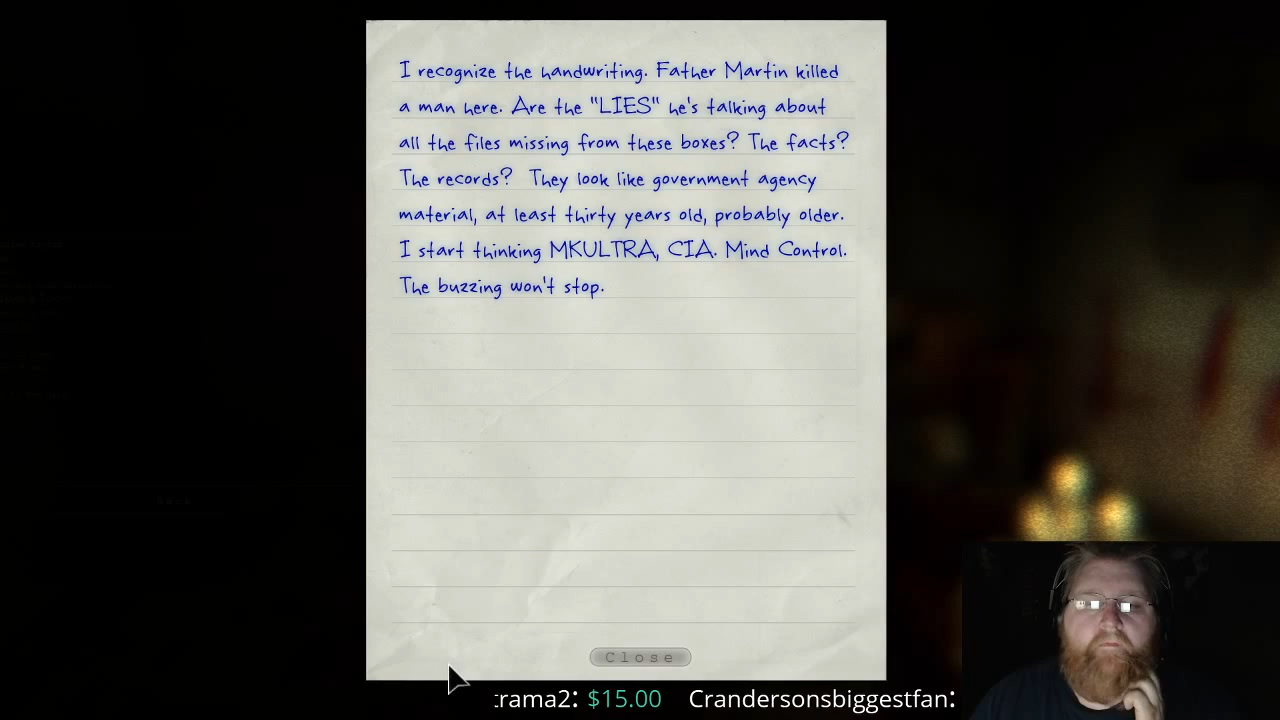 I recognize the handwriting. Father Martin killed
a man here. Are the "LIES" he's talking about
all the files missing from these boxes? The facts?
The records? They look like government agency
material, at least thirty years old, probably older.
I start thinking MKULTRA, CIA. Mind Control.
The buzzing won't stop.
Close
rama2: $15.00 Crandersonsbiggestfan: